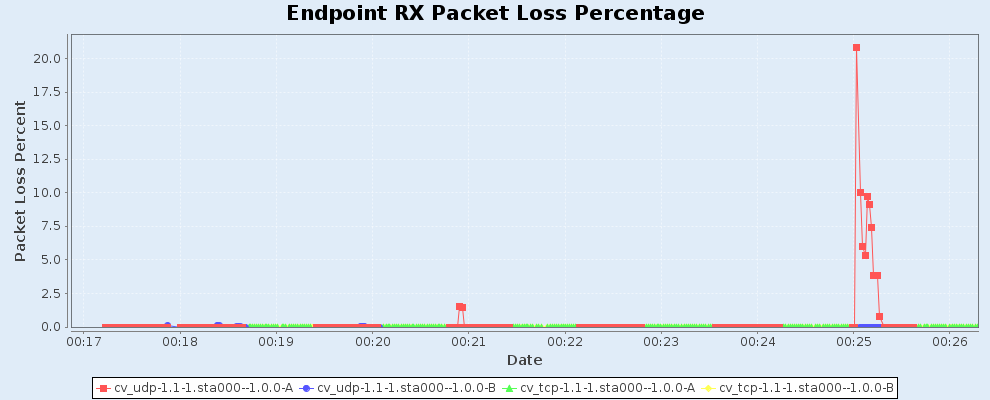 Endpoint RX Packet Loss Percentage
Packet Loss Percent
20.0
17.5
15.0
12.5
10.0
7.5
5.0
2.5
0.0
00:17 00:18 00:19 00:20 00:21 00:22 00:23 00:24 00:25 00:26
Date
cv_udp-1.1-1.sta000--1.0.0-A cv_udp-1.1-1.sta000--1.0.0-B cv_tcp-1.1-1.sta000--1.0.0-A cv_tcp-1.1-1.sta000--1.0.0-B